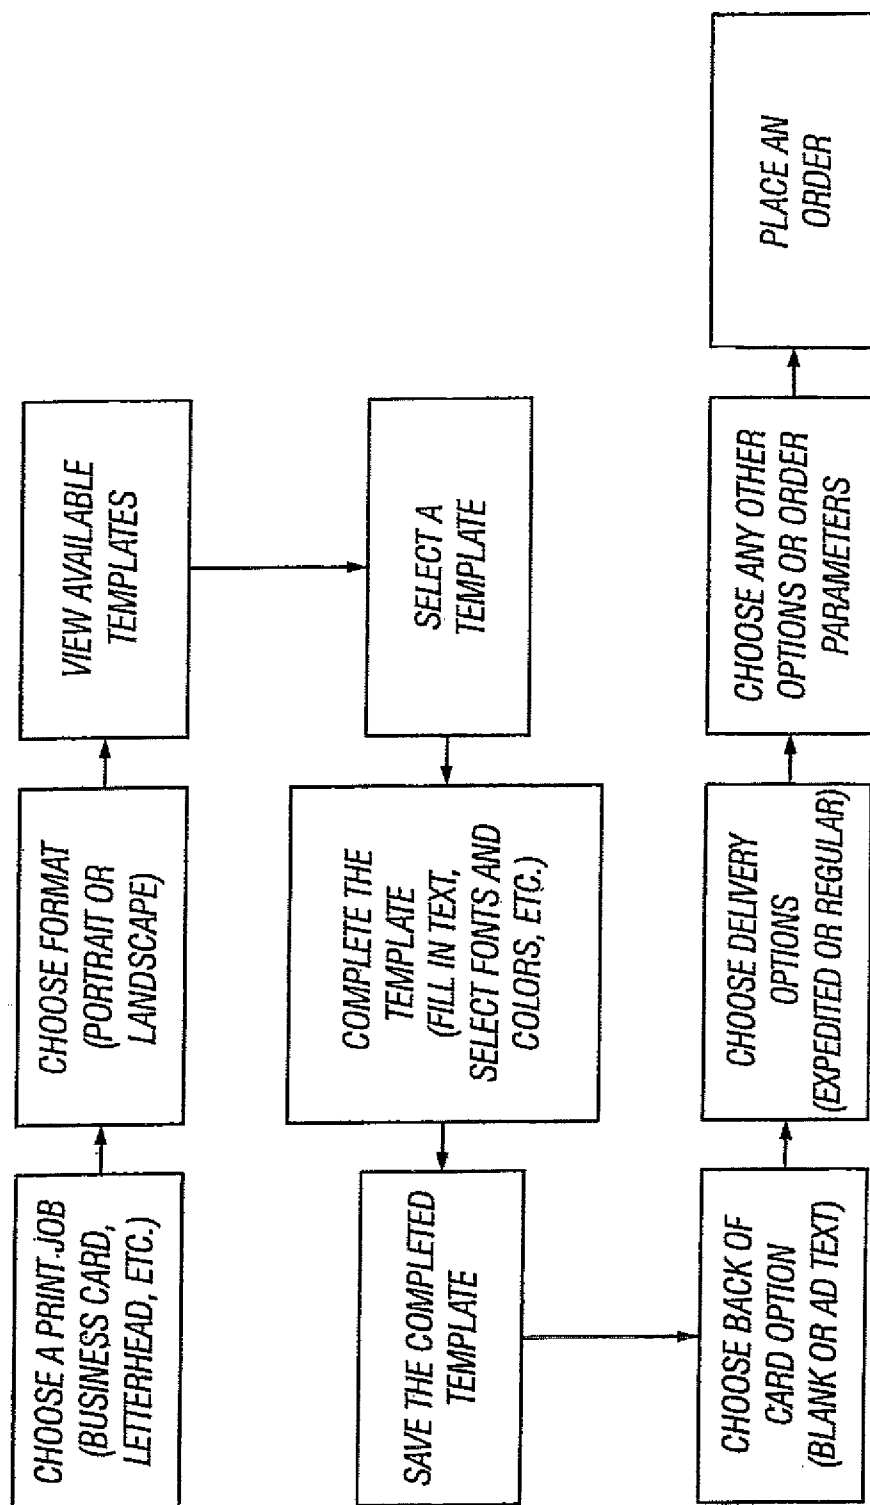 CHOOSE A PRINT JOB
(BUSINESS CARD,
LETTERHEAD, ETC.)
CHOOSE FORMAT
(PORTRAIT OR
LANDSCAPE)
VIEW AVAILABLE
TEMPLATES
SELECT A
TEMPLATE
COMPLETE THE
TEMPLATE
(FILL IN TEXT,
SELECT FONTS AND
COLORS, ETC.)
SAVE THE COMPLETED
TEMPLATE
CHOOSE BACK OF
CARD OPTION
(BLANK OR AD TEXT)
CHOOSE DELIVERY
OPTIONS
(EXPEDITED OR REGULAR)
CHOOSE ANY OTHER
OPTIONS OR ORDER
PARAMETERS
PLACE AN
ORDER